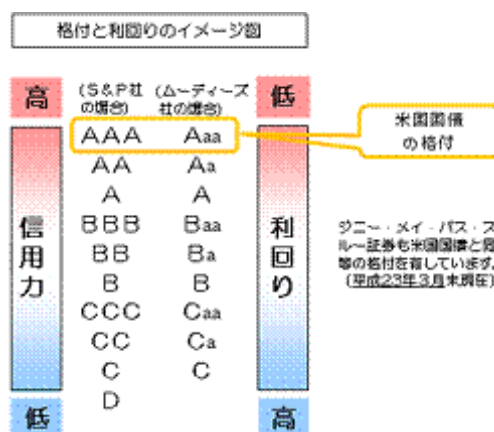 格付と利回りのイメージ図
高
(S&P社の場合)
(ムーディーズ社の場合)
低
AAA Aaa
米国国債の格付
AA Aa
A A
BBB Baa
BB Ba
B B
CCC Caa
CC Ca
C C
D
信用力
利回り
ジニー・メイ・パス・ス
ルー証券も米国国債と同
等の格付を有しています。
(平成23年3月末現在)
低
高